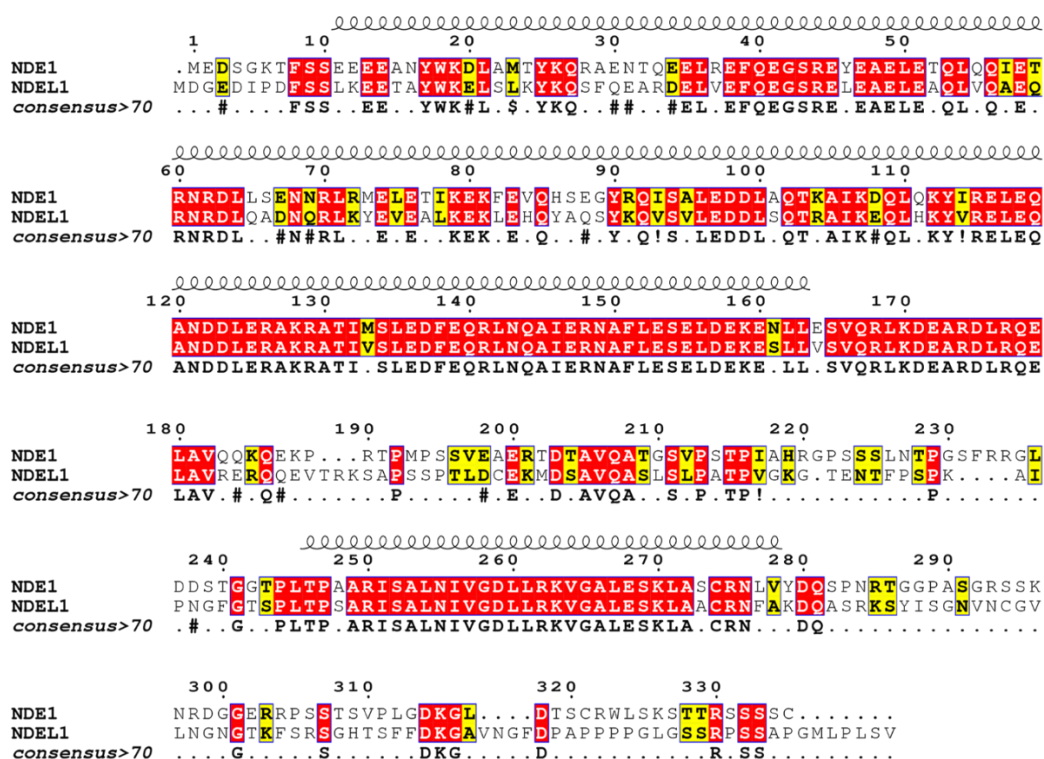 1 10 20 30 40 50
NDE1 .MEDSGKTFSSEEEEANYWKDLAMTYKQRAENTQEELREFQEGSREYEAELETQLQQIET
NDEL1 MDGEDIPDFSSLKEETAYWKELSLKYKQSFQEARDELVEFQEGSRELEAELEAQLVQAEQ
consensus>70 ...#....FSS..EE..YWK#L.$.YKQ..##..#EL.EFQEGSRE.EAELE.QL.Q.E.
60 70 80 90 100 110
NDE1 RNRDLLSENNRLRMELETIKEKFEVQHSEGYRQISALEDDLAQTKAIKDQLQKYIRELEQ
NDEL1 RNRDLQADNQRLKYEVEALKEKLEHQYAQSYKQVSVLEDDLSQTRAIKEQLHKYVRELEQ
consensus>70 RNRDL..#N#RL..E.E..KEK.E.Q..#.Y.Q!S.LEDDL.QT.AIK#QL.KY!RELEQ
120 130 140 150 160 170
NDE1 ANDDLERAKRATIMSLEDFEQRLNQAIERNAFLESELDEKENLLESVQRLKDEARDLRQE
NDEL1 ANDDLERAKRATIVSLEDFEQRLNQAIERNAFLESELDEKESLLVSVQRLKDEARDLRQE
consensus>70 ANDDLERAKRATI.SLEDFEQRLNQAIERNAFLESELDEKE.LL.SVQRLKDEARDLRQE
180 190 200 210 220 230
NDE1 LAVQQKQEKP...RTPMPSSVEAERTDTAVQATGSVPSTPIAHRGPSSSLNTPGSFRRGL
NDEL1 LAVRERQQEVTRKSAPSSPTLDCEKMDSAVQASLSLPATPVGKG.TENTFPSPK....AI
consensus>70 LAV.#.Q#.......P.....#.E..D.AVQA..S.P.TP!...........P.......
240 250 260 270 280 290
NDE1 DDSTGGTPLTPAARISALNIVGDLLRKVGALESKLASCRNLVYDQSPNRTGGPASGRSSK
NDEL1 PNGFGTSPLTPSARISALNIVGDLLRKVGALESKLAACRNFAKDQASRKSYISGNVNCGV
consensus>70 .#..G..PLTP.ARISALNIVGDLLRKVGALESKLA.CRN...DQ...............
300 310 320 330
NDE1 NRDGGERRPSSTSVPLGDKGL....DTSCRWLSKSTTRSSSC........
NDEL1 LNGNGTKFSRSGHTSFFDKGAVNGFDPAPPPPGLGSSRPSSAPGMLPLSV
consensus>70 ....G.....S......DKG.....D...........R.SS.........